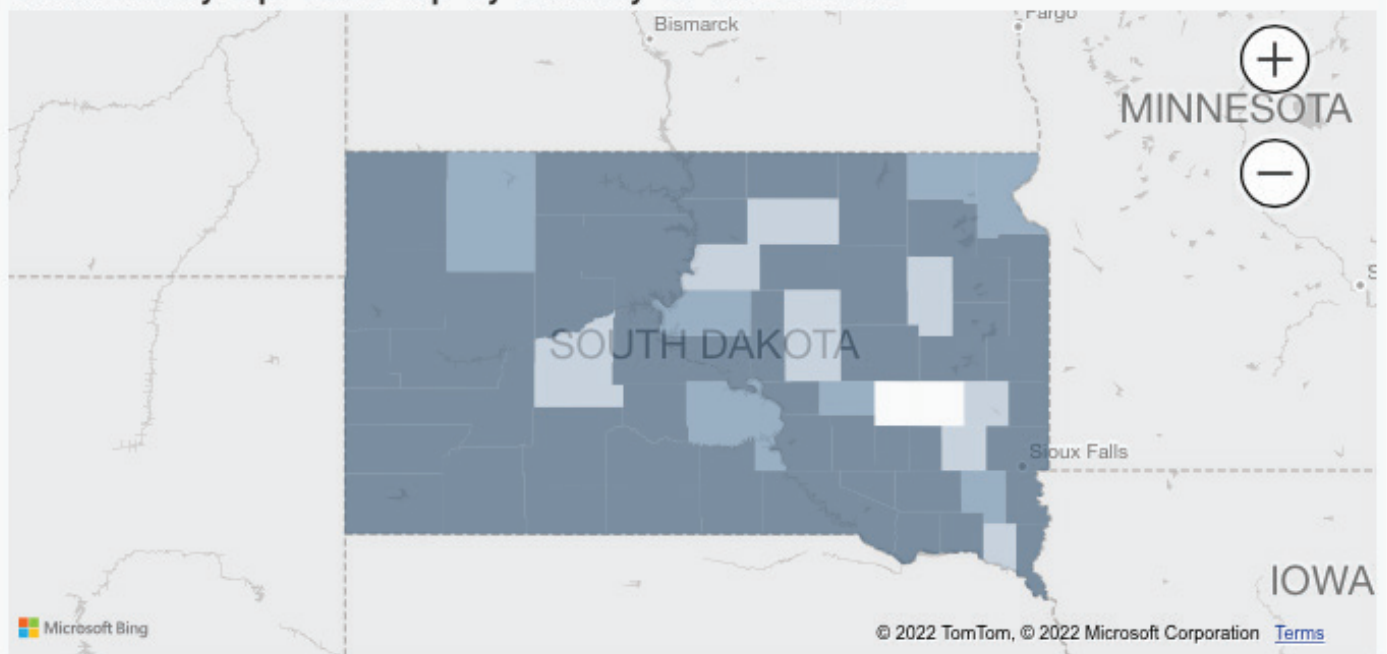 Bismarck
Fargo
MINNESOTA
SOUTH DAKOTA
Sioux Falls
IOWA
Microsoft Bing
© 2022 TomTom, © 2022 Microsoft Corporation Terms